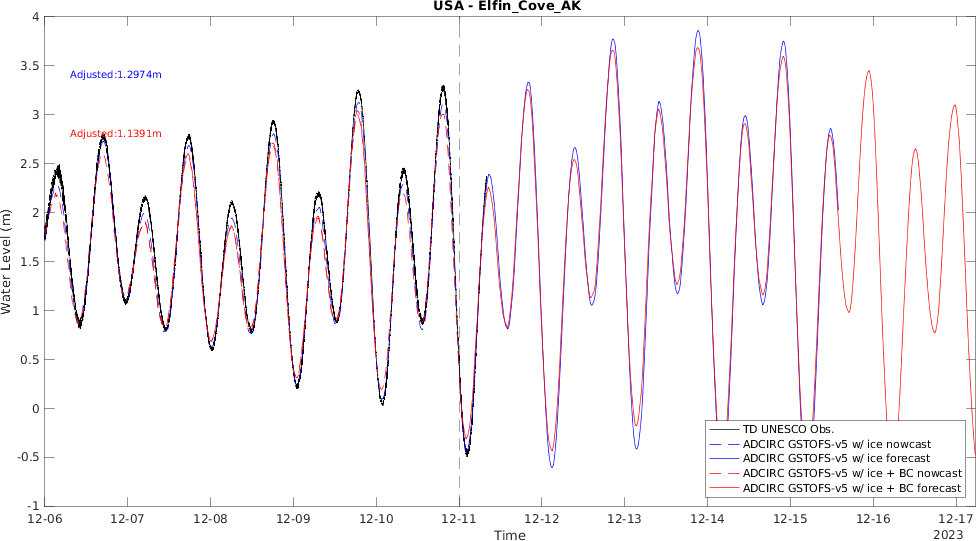 USA - Elfin_Cove_AK
4
3.5
3
2.5
2
1.5
1
0.5
0
-0.5
-1
Water Level (m)
Adjusted:1.2974m
Adjusted:1.1391m
TD UNESCO Obs.
ADCIRC GSTOFS-v5 w/ ice nowcast
ADCIRC GSTOFS-v5 w/ ice forecast
ADCIRC GSTOFS-v5 w/ ice + BC nowcast
ADCIRC GSTOFS-v5 w/ ice + BC forecast
12-06 12-07 12-08 12-09 12-10 12-11 12-12 12-13 12-14 12-15 12-16 12-17
Time 2023